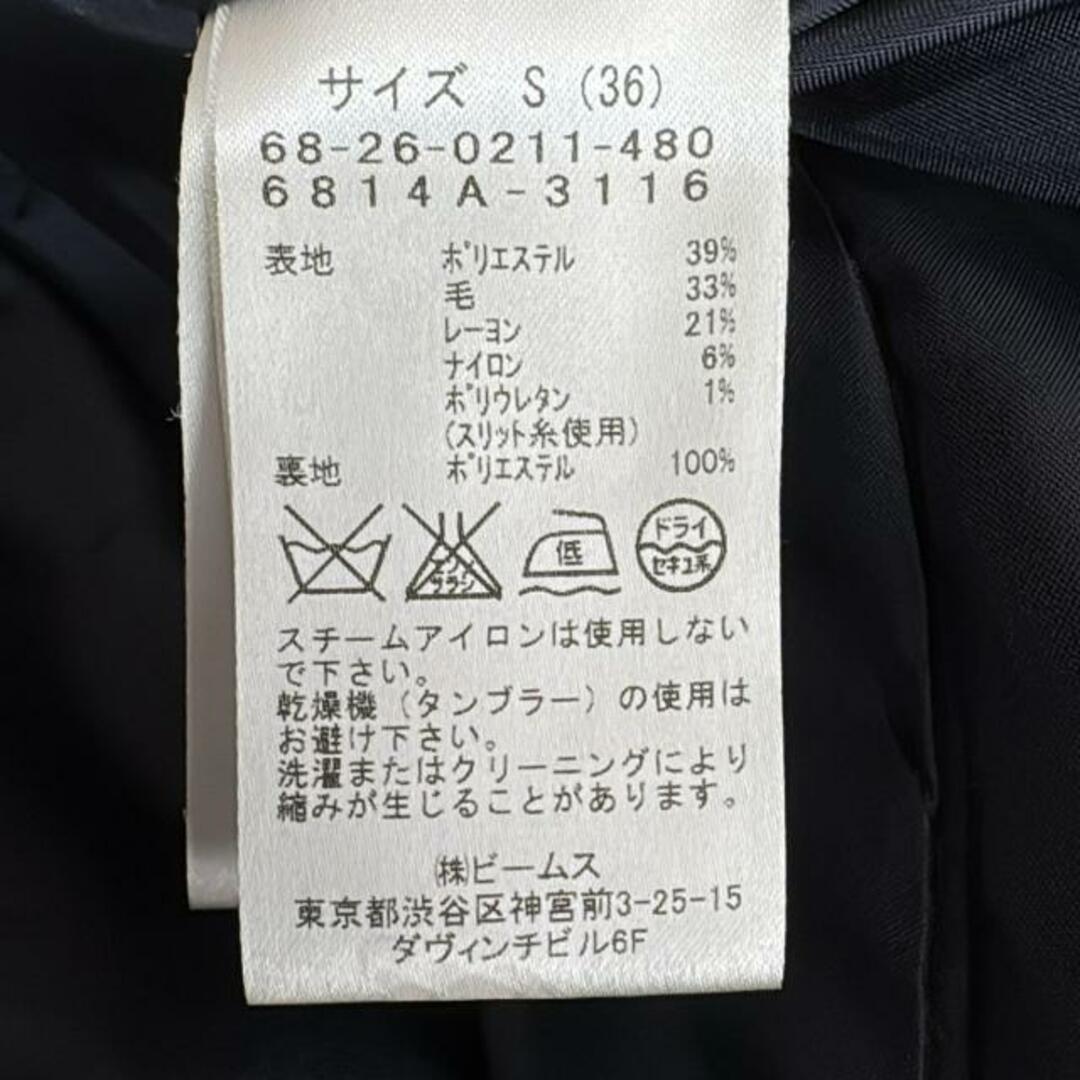 サイズ S (36)
68-26-0211-480
6814A-3116
表地 ポリエステル 39%
毛 33%
レーヨン 21%
ナイロン 6%
ポリウレタン 1%
(スリット糸使用)
裏地 ポリエステル 100%
エンソサラシ
低
ドライ
セキユ系
スチームアイロンは使用しない
で下さい。
乾燥機(タンブラー)の使用は
お避け下さい。
洗濯またはクリーニングにより
縮みが生じることがあります。
㈱ビームス
東京都渋谷区神宮前3-25-15
ダヴィンチビル6F